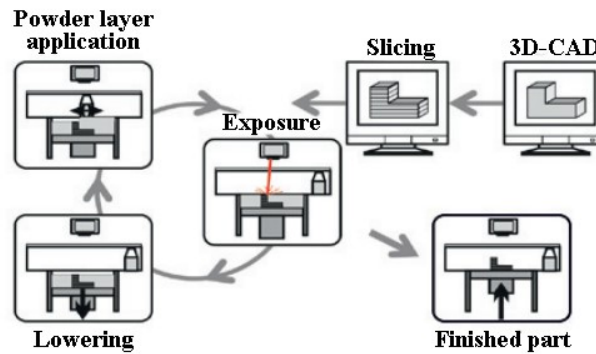 Powder layer
application
Slicing
3D-CAD
Exposure
Lowering
Finished part